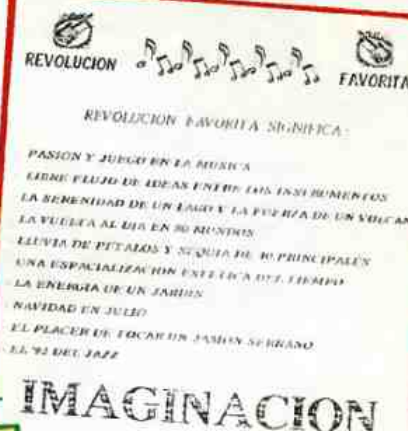 REVOLUCION FAVORITA
REVOLUCION FAVORITA SIGNIFICA:
PASION Y JUEGO EN LA MUSICA
LIBRE FLUJO DE IDEAS ENTRE LOS INSTRUMENTOS
LA SERENIDAD DE UN LAGO Y LA FUERZA DE UN VOLCAN
LA VUELTA AL DIA EN 80 MUNDOS
LLUVIA DE PETALOS Y SEQUIA DE 40 PRINCIPALES
UNA ESPACIALIZACION ESTETICA DEL TIEMPO
LA ENERGIA DE UN JARDIN
NAVIDAD EN JULIO
EL PLACER DE TOCAR UN JAMON SERRANO
EL '92 DEL JAZZ
IMAGINACION